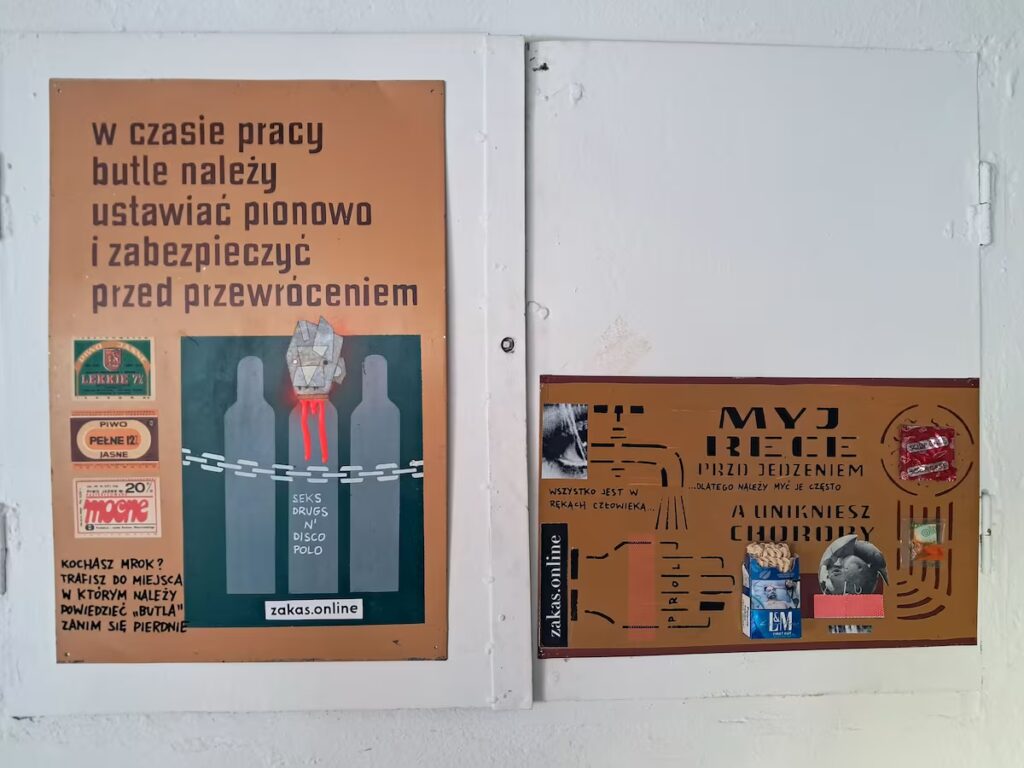 w czasie pracy
butle należy
ustawiać pionowo
i zabezpieczyć
przed przewróceniem
LEKKIE
PIWO
PEŁNE 12%
JASNE
20%
mocne
SEKS
DRUGS
N'
DISCO
POLO
KOCHASZ MROK?
TRAFISZ DO MIEJSCA
W KTÓRYM NALEŻY
POWIEDZIEĆ „BUTLA"
ZANIM SIĘ PIERDNIE
zakas.online
MYJ
RECE
PRZD JEDZENIEM
...DLATEGO NALEŻY MYĆ JE CZĘSTO
A UNIKNIESZ
CHOROBY
WSZYSTKO JEST W
RĘKACH CZŁOWIEKA...
zakas.online
L&M